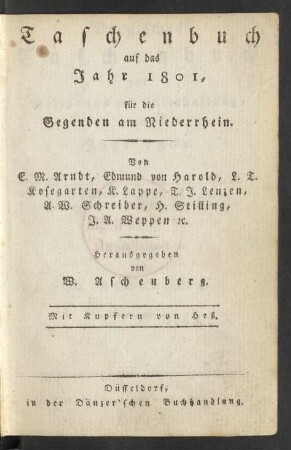 Taschenbuch
auf das
Jahr 1801,
für die
Gegenden am Niederrhein.
Von
E. M. Arndt, Edmund von Harold, L. T.
Kosegarten, K. Lappe, T. J. Lenzen,
A. W. Schreiber, H. Stilling,
J. A. Weppen ꝛc.
Herausgegeben
von
W. Aschenberg.
Mit Kupfern von Heß.
Düsseldorf,
in der Dänzer'schen Buchhandlung.